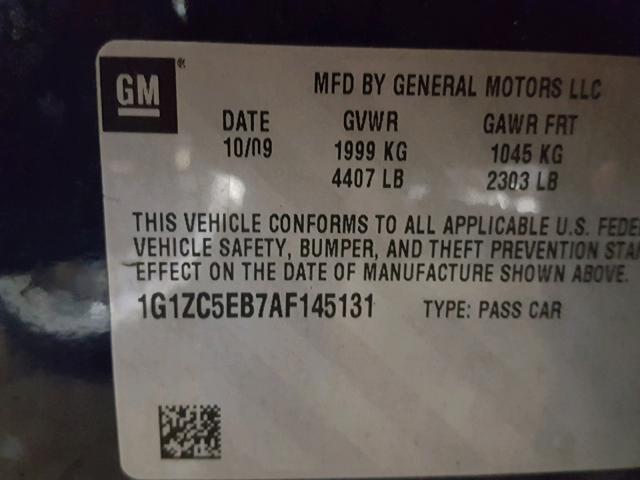 GM® MFD BY GENERAL MOTORS LLC
DATE GVWR GAWR FRT
10/09 1999 KG 1045 KG
4407 LB 2303 LB
THIS VEHICLE CONFORMS TO ALL APPLICABLE U.S. FEDE
VEHICLE SAFETY, BUMPER, AND THEFT PREVENTION STA
EFFECT ON THE DATE OF MANUFACTURE SHOWN ABOVE.
1G1ZC5EB7AF145131 TYPE: PASS CAR